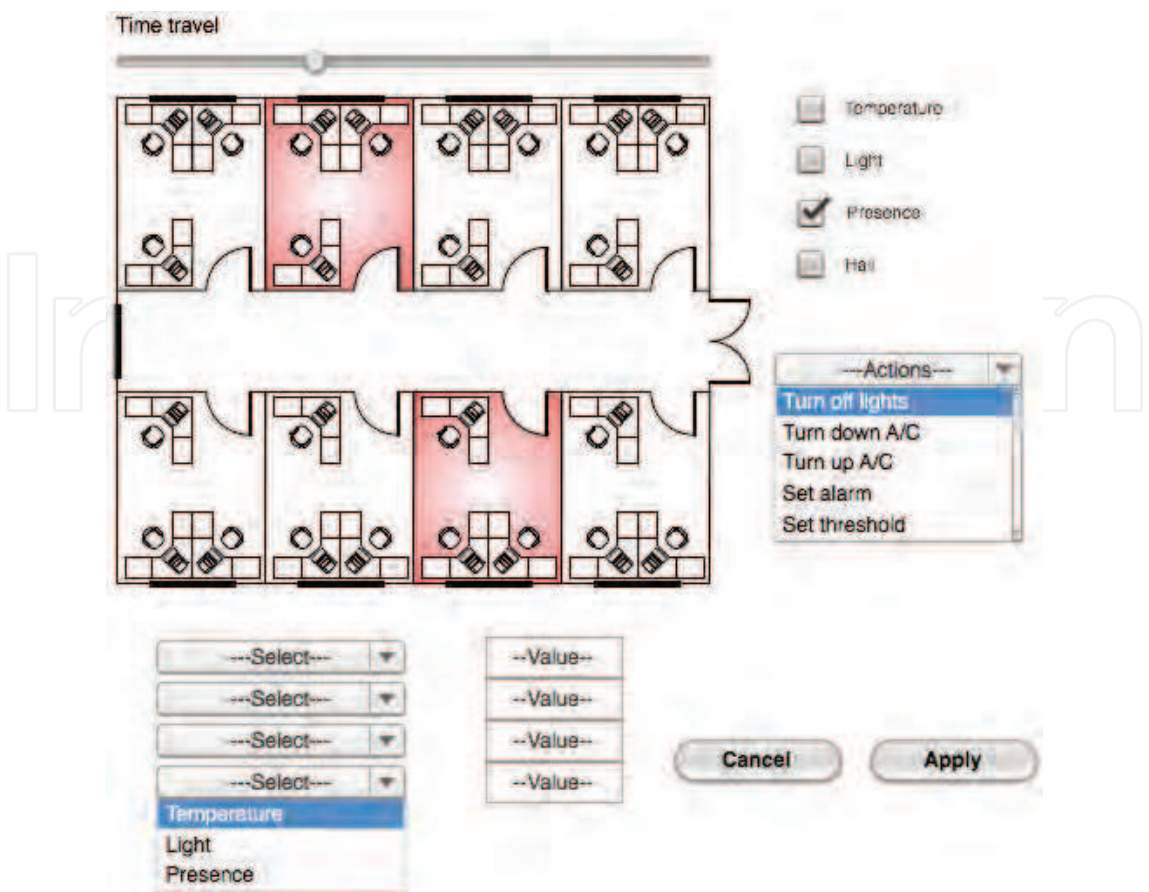 Time travel
Temperature
Light
Presence
Hall
---Actions---
Turn off lights
Turn down A/C
Turn up A/C
Set alarm
Set threshold
---Select---
--Value--
---Select---
--Value--
---Select---
--Value--
---Select---
--Value--
Temperature
Light
Presence
Cancel
Apply